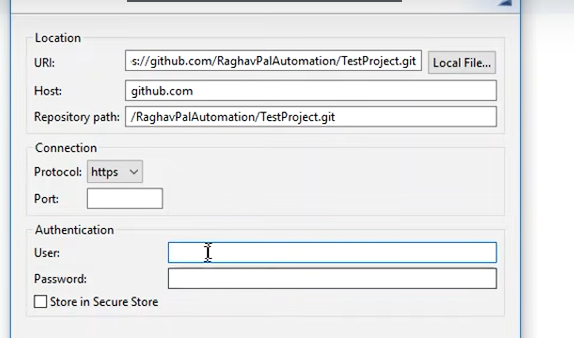 Location
URI: s://github.com/RaghavPalAutomation/TestProject.git Local File...
Host: github.com
Repository path: /RaghavPalAutomation/TestProject.git
Connection
Protocol: https
Port:
Authentication
User:
Password:
Store in Secure Store